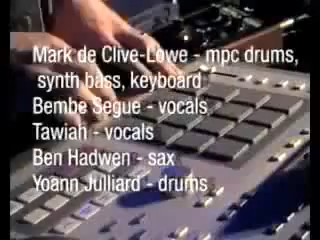 Mark de Clive-Lowe - mpc drums,
synth bass, keyboard
Bembe Segue - vocals
Tawiah - vocals
Ben Hadwen - sax
Yoann Julliard - drums